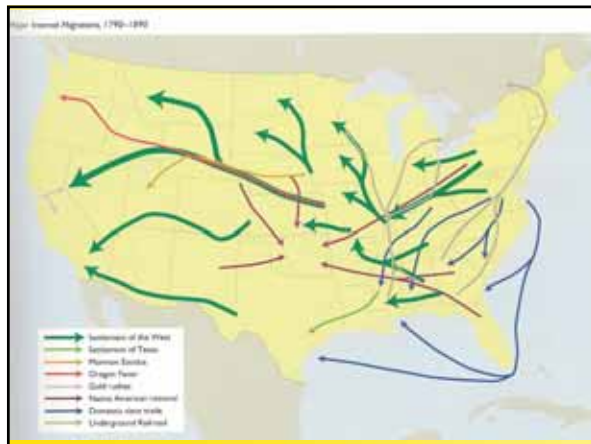 Major Internal Migrations, 1790–1890
Settlement of the West
Settlement of Texas
Mormon Exodus
Oregon Fever
Gold rushes
Native American removal
Domestic slave trade
Underground Railroad